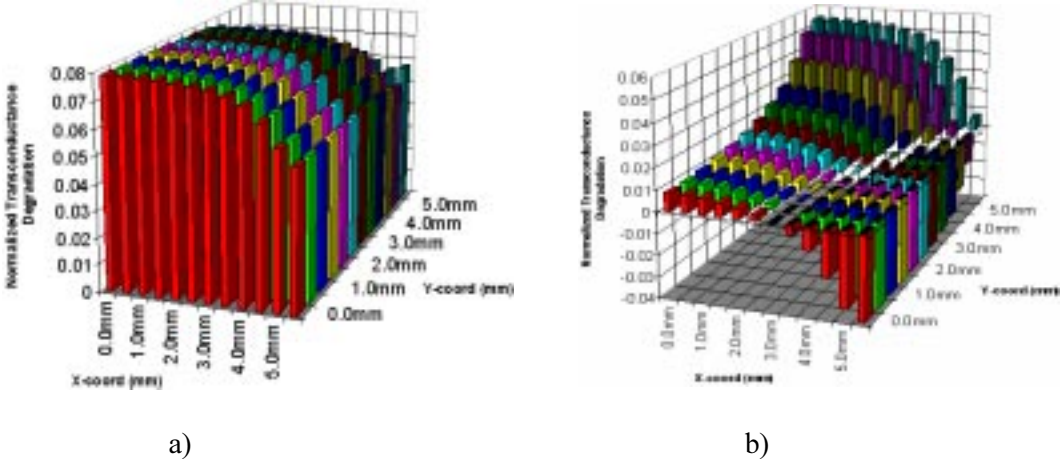 Normalized Transconductance
Degradation
0.08
0.07
0.06
0.05
0.04
0.03
0.02
0.01
0
0.0mm
1.0mm
2.0mm
3.0mm
4.0mm
5.0mm
X-coord (mm)
0.0mm
1.0mm
2.0mm
3.0mm
4.0mm
5.0mm
Y-coord (mm)
a)
Normalized Transconductance
Degradation
0.06
0.05
0.04
0.03
0.02
0.01
0
-0.01
-0.02
-0.03
-0.04
0.0mm
1.0mm
2.0mm
3.0mm
4.0mm
5.0mm
X-coord (mm)
0.0mm
1.0mm
2.0mm
3.0mm
4.0mm
5.0mm
Y-coord (mm)
b)